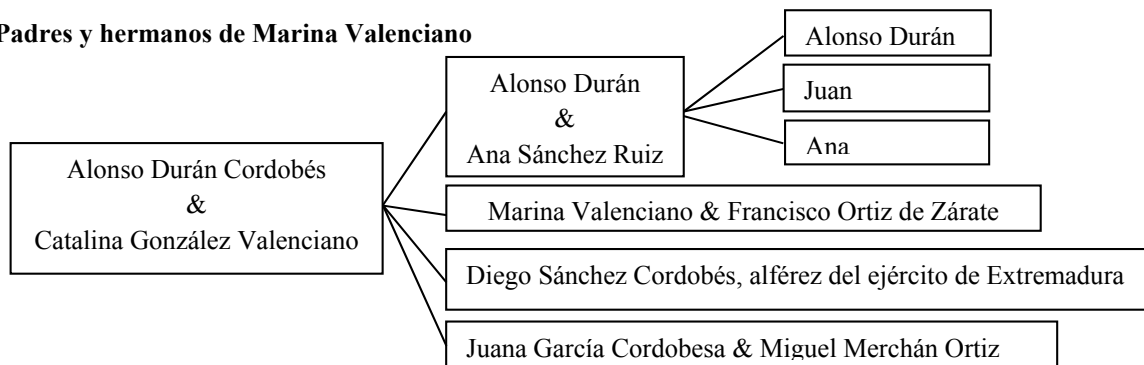 Padres y hermanos de Marina Valenciano
Alonso Durán Cordobés
&
Catalina González Valenciano
Alonso Durán
&
Ana Sánchez Ruiz
Alonso Durán
Juan
Ana
Marina Valenciano & Francisco Ortiz de Zárate
Diego Sánchez Cordobés, alférez del ejército de Extremadura
Juana García Cordobesa & Miguel Merchán Ortiz